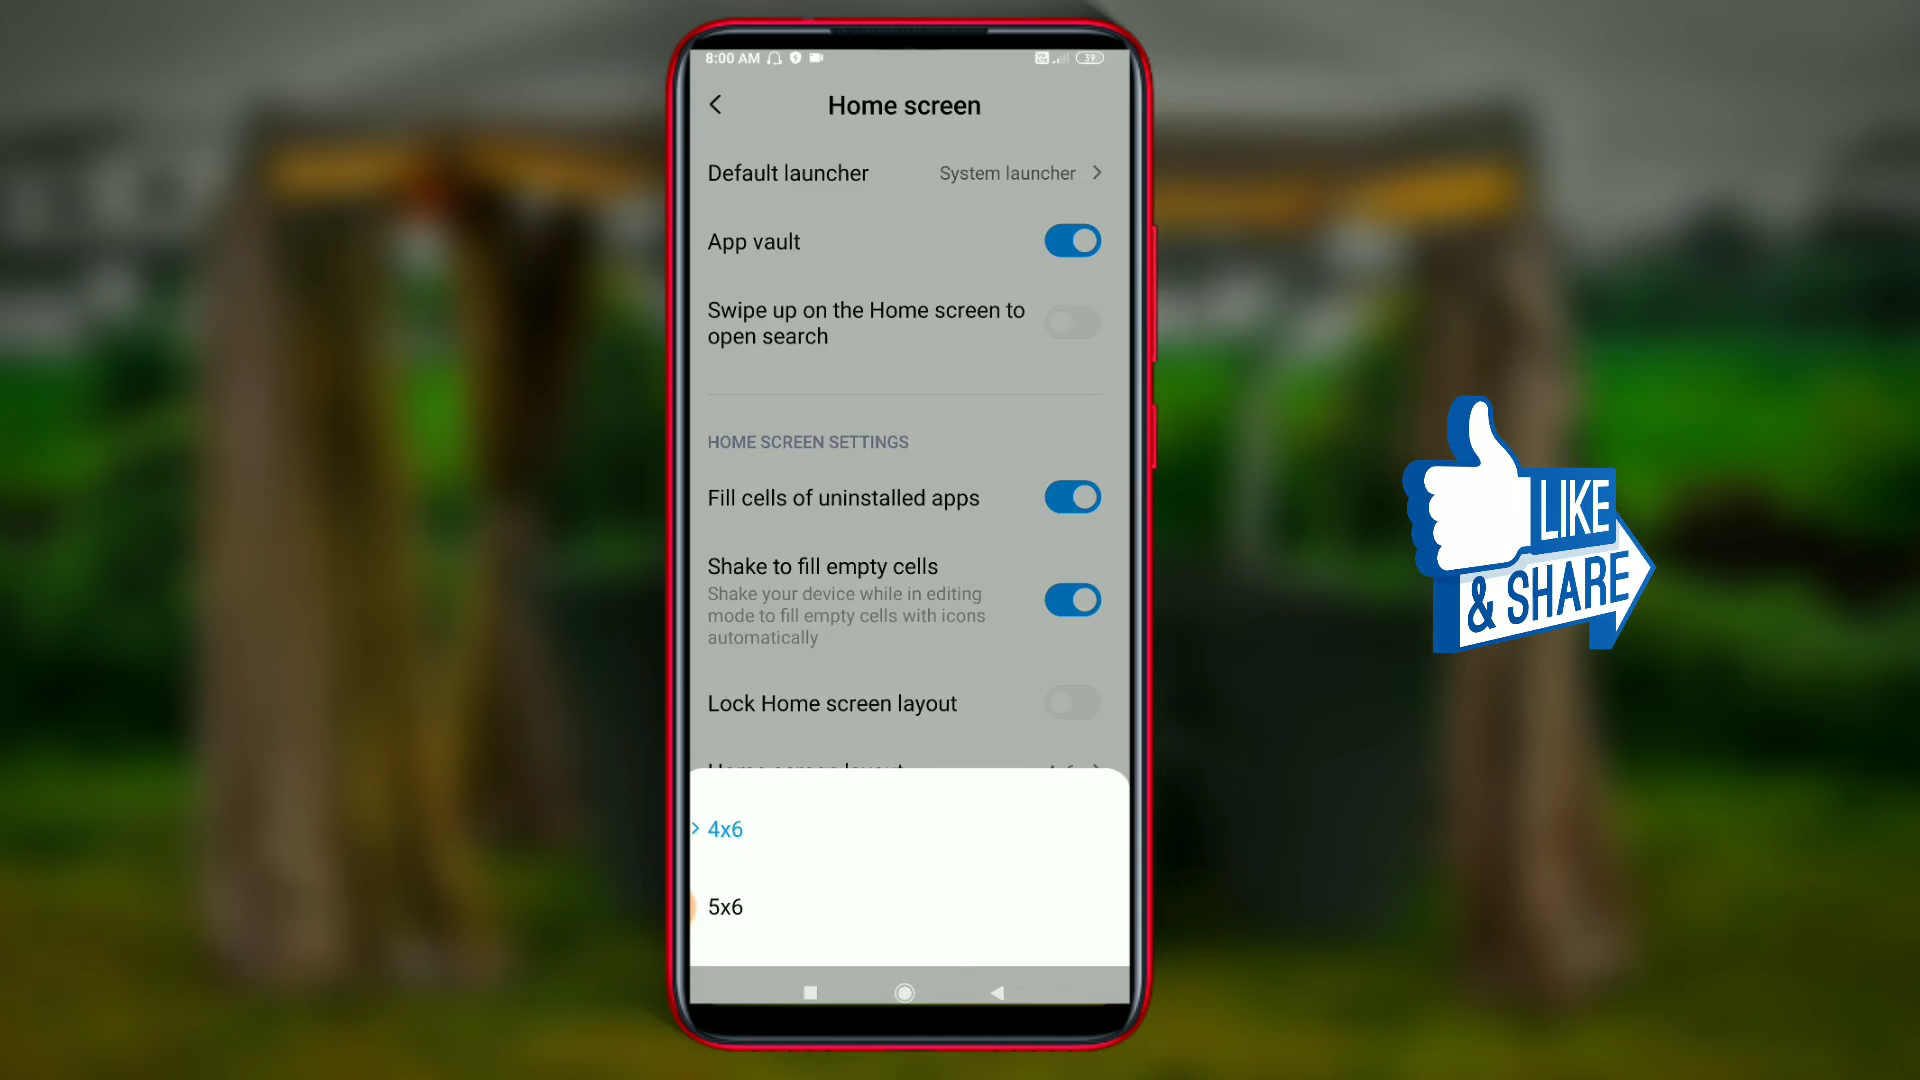 8:00 AM
39
Home screen
Default launcher
System launcher
App vault
Swipe up on the Home screen to
open search
HOME SCREEN SETTINGS
Fill cells of uninstalled apps
Shake to fill empty cells
Shake your device while in editing
mode to fill empty cells with icons
automatically
Lock Home screen layout
4x6
5x6
LIKE
& SHARE